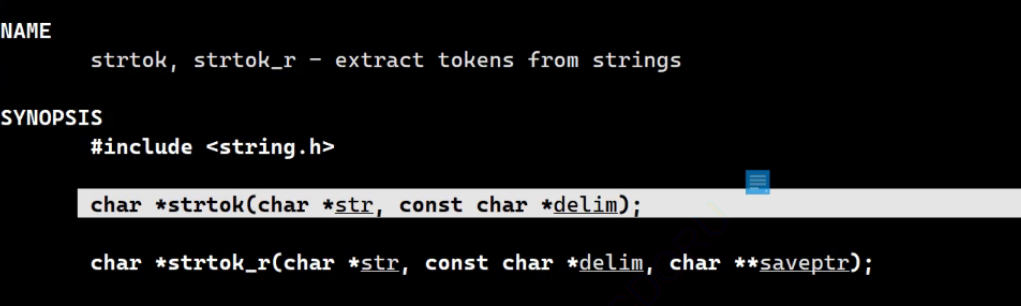 NAME
strtok, strtok_r - extract tokens from strings
SYNOPSIS
#include <string.h>
char *strtok(char *str, const char *delim);
char *strtok_r(char *str, const char *delim, char **saveptr);